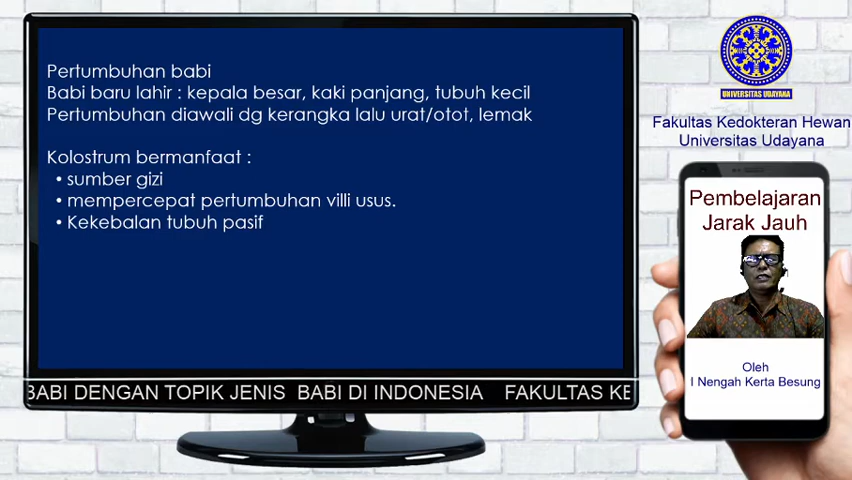 Pertumbuhan babi
Babi baru lahir : kepala besar, kaki panjang, tubuh kecil
Pertumbuhan diawali dg kerangka lalu urat/otot, lemak
Kolostrum bermanfaat :
• sumber gizi
• mempercepat pertumbuhan villi usus.
• Kekebalan tubuh pasif
BABI DENGAN TOPIK JENIS BABI DI INDONESIA FAKULTAS KE
UNIVERSITAS UDAYANA
Fakultas Kedokteran Hewan
Universitas Udayana
Pembelajaran
Jarak Jauh
Oleh
I Nengah Kerta Besung